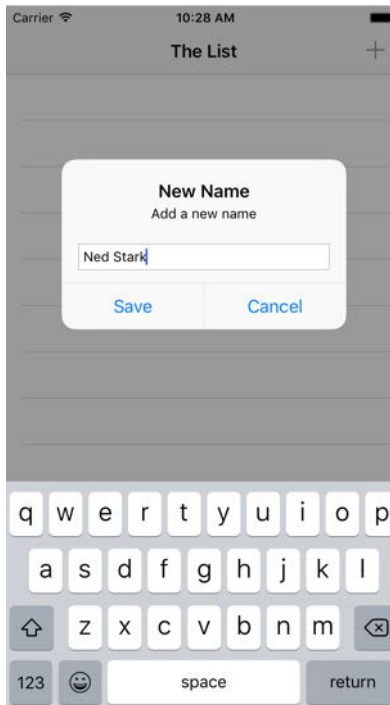 Carrier 10:28 AM
The List +
New Name
Add a new name
Ned Stark
Save Cancel
q w e r t y u i o p
a s d f g h j k l
z x c v b n m
123 space return